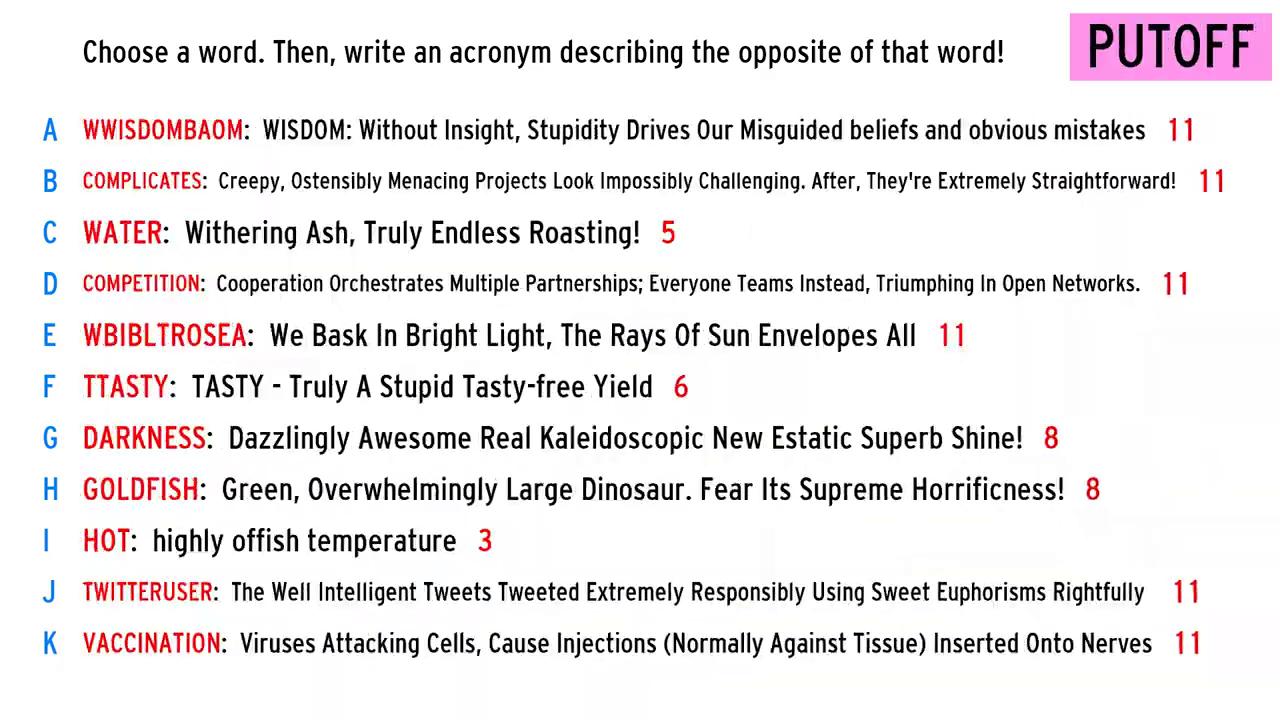 Choose a word. Then, write an acronym describing the opposite of that word!
PUTOFF
A WWISDOMBAOM: WISDOM: Without Insight, Stupidity Drives Our Misguided beliefs and obvious mistakes 11
B COMPLICATES: Creepy, Ostensibly Menacing Projects Look Impossibly Challenging. After, They're Extremely Straightforward! 11
C WATER: Withering Ash, Truly Endless Roasting! 5
D COMPETITION: Cooperation Orchestrates Multiple Partnerships; Everyone Teams Instead, Triumphing In Open Networks. 11
E WBIBLTROSEA: We Bask In Bright Light, The Rays Of Sun Envelopes All 11
F TTASTY: TASTY - Truly A Stupid Tasty-free Yield 6
G DARKNESS: Dazzlingly Awesome Real Kaleidoscopic New Estatic Superb Shine! 8
H GOLDFISH: Green, Overwhelmingly Large Dinosaur. Fear Its Supreme Horrificness! 8
I HOT: highly offish temperature 3
J TWITTERUSER: The Well Intelligent Tweets Tweeted Extremely Responsibly Using Sweet Euphorisms Rightfully 11
K VACCINATION: Viruses Attacking Cells, Cause Injections (Normally Against Tissue) Inserted Onto Nerves 11